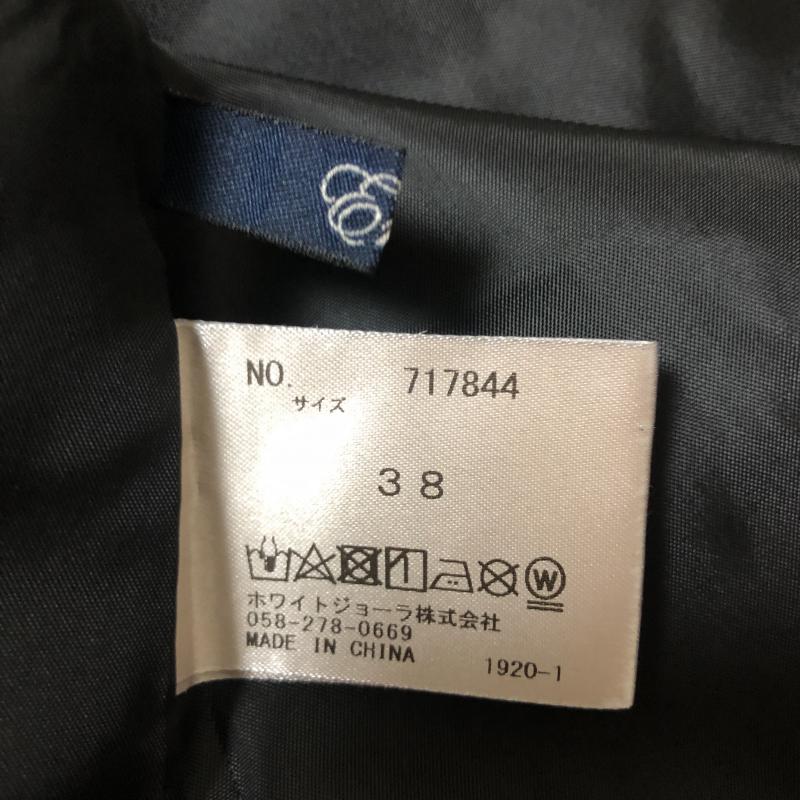 NO. 717844
サイズ
38
W
ホワイトジョーラ株式会社
058-278-0669
MADE IN CHINA 1920-1